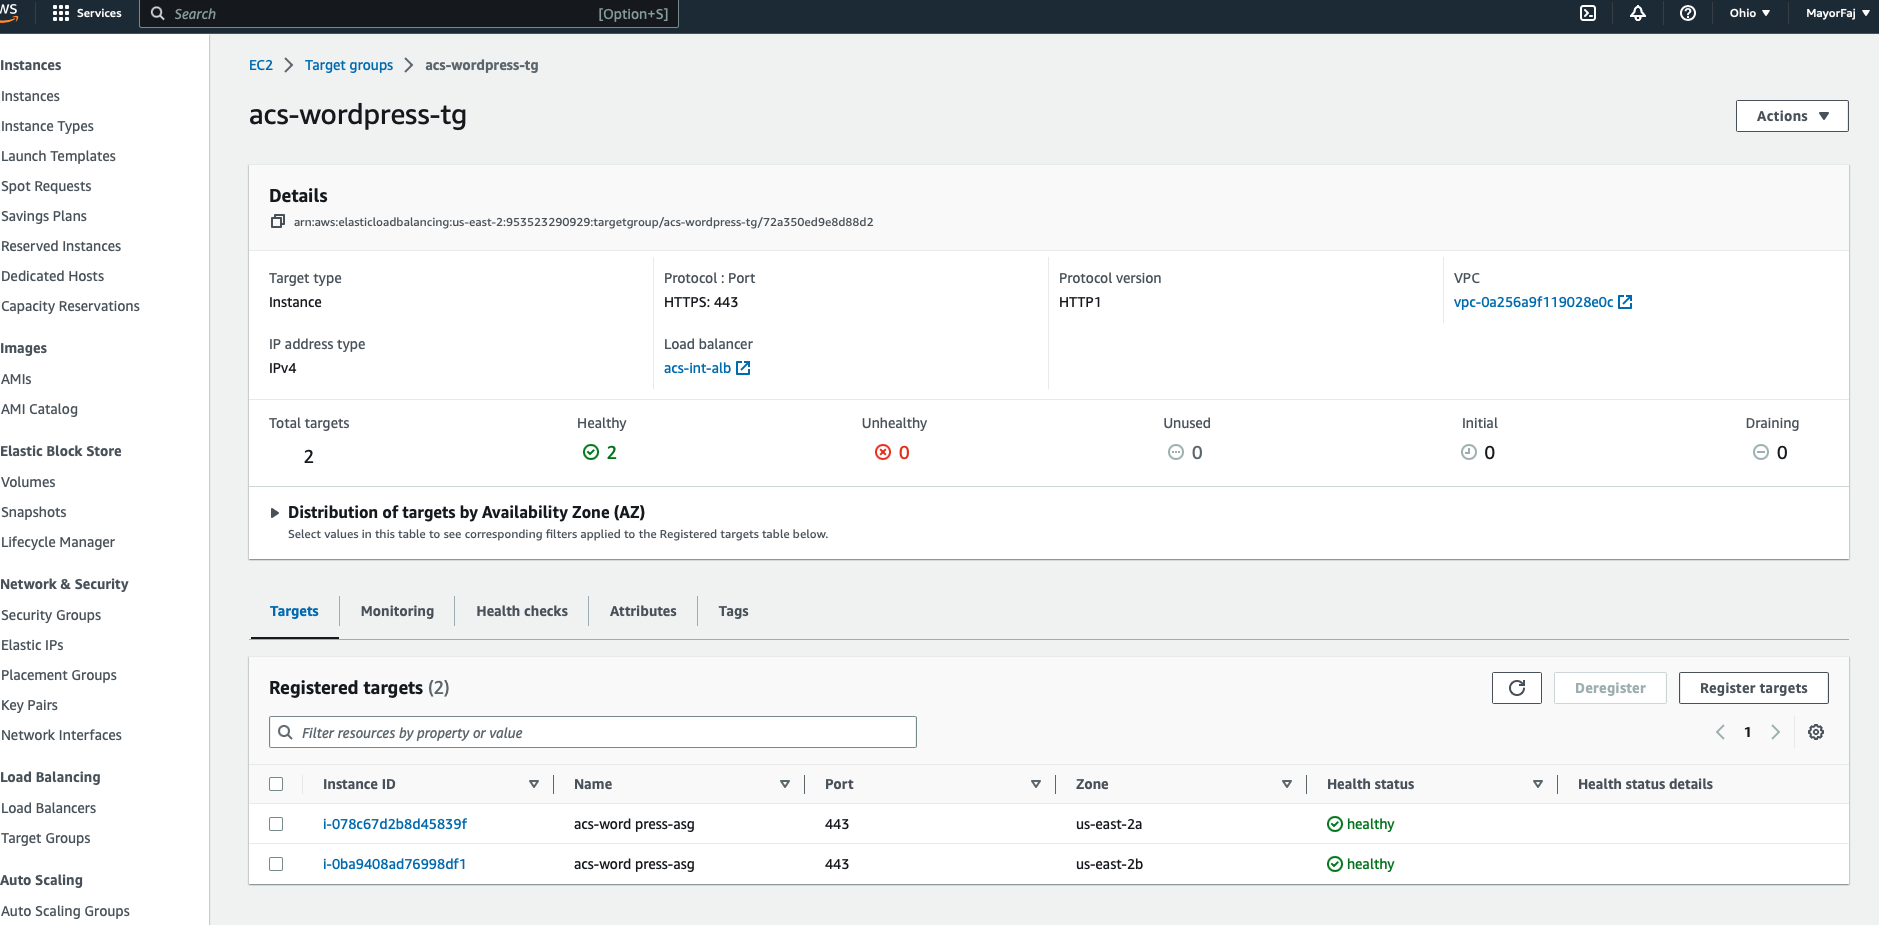 Services
Search
[Option+S]
Ohio
MayorFaj
Instances
Instances
Instance Types
Launch Templates
Spot Requests
Savings Plans
Reserved Instances
Dedicated Hosts
Capacity Reservations
Images
AMIs
AMI Catalog
Elastic Block Store
Volumes
Snapshots
Lifecycle Manager
Network & Security
Security Groups
Elastic IPs
Placement Groups
Key Pairs
Network Interfaces
Load Balancing
Load Balancers
Target Groups
Auto Scaling
Auto Scaling Groups
EC2 > Target groups > acs-wordpress-tg
acs-wordpress-tg
Actions
Details
arn:aws:elasticloadbalancing:us-east-2:953523290929:targetgroup/acs-wordpress-tg/72a350ed9e8d88d2
Target type
Instance
Protocol : Port
HTTPS: 443
Protocol version
HTTP1
VPC
vpc-0a256a9f119028e0c
IP address type
IPv4
Load balancer
acs-int-alb
Total targets
2
Healthy
2
Unhealthy
0
Unused
0
Initial
0
Draining
0
Distribution of targets by Availability Zone (AZ)
Select values in this table to see corresponding filters applied to the Registered targets table below.
Targets
Monitoring
Health checks
Attributes
Tags
Registered targets (2)
Deregister
Register targets
Filter resources by property or value
1
Instance ID
Name
Port
Zone
Health status
Health status details
i-078c67d2b8d45839f
acs-word press-asg
443
us-east-2a
healthy
i-0ba9408ad76998df1
acs-word press-asg
443
us-east-2b
healthy